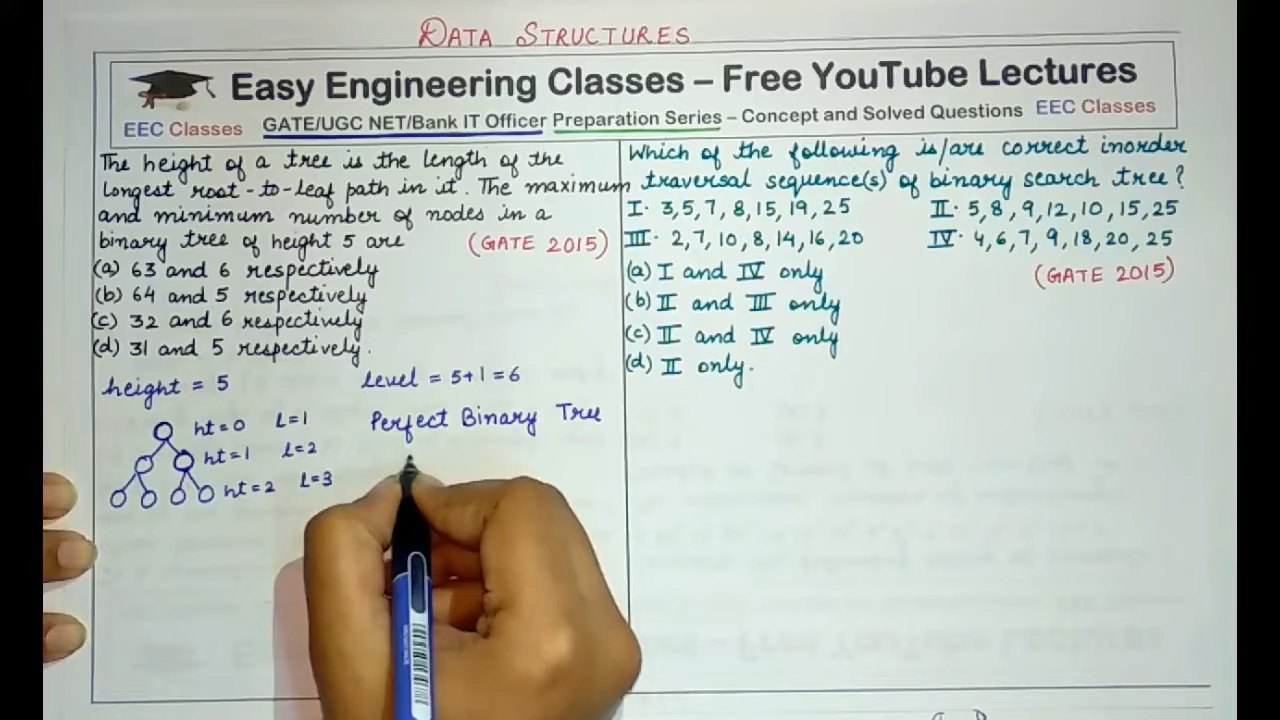 DATA STRUCTURES
Easy Engineering Classes – Free YouTube Lectures
EEC Classes GATE/UGC NET/Bank IT Officer Preparation Series – Concept and Solved Questions EEC Classes
The height of a tree is the length of the
longest root-to-leaf path in it. The maximum
and minimum number of nodes in a
binary tree of height 5 are (GATE 2015)
(a) 63 and 6 respectively
(b) 64 and 5 respectively
(c) 32 and 6 respectively
(d) 31 and 5 respectively.
height = 5 level = 5+1 = 6
Perfect Binary Tree
ht=0 L=1
ht=1 L=2
ht=2 L=3
Which of the following is/are correct inorder
traversal sequence(s) of binary search tree?
I. 3,5,7,8,15,19,25 II. 5,8,9,12,10,15,25
III. 2,7,10,8,14,16,20 IV. 4,6,7,9,18,20,25
(a) I and IV only (GATE 2015)
(b) II and III only
(c) II and IV only
(d) II only.